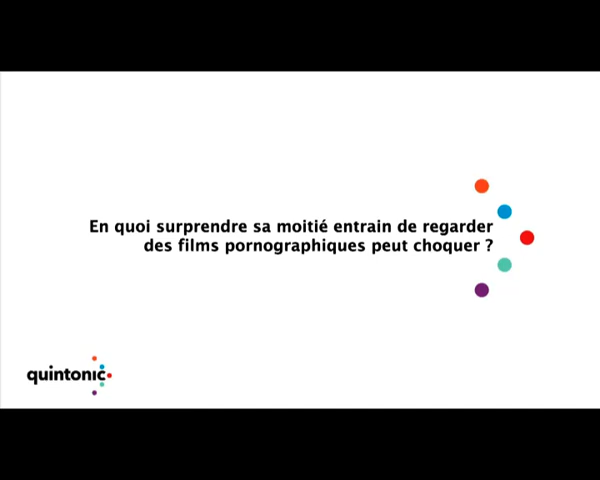 En quoi surprendre sa moitié entrain de regarder
des films pornographiques peut choquer ?
quintonic